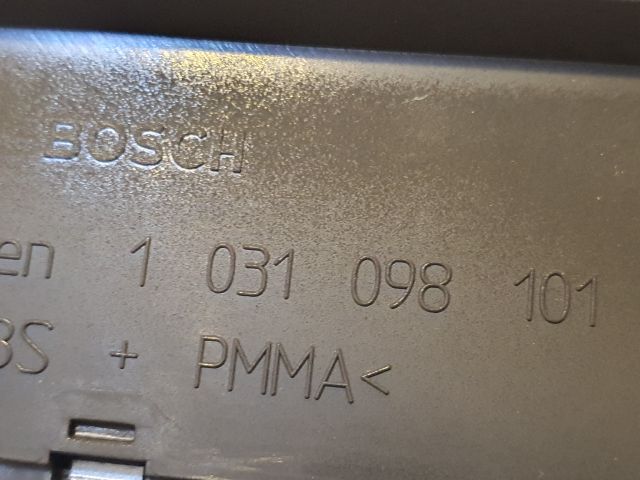 BOSCH
en 1 031 098 101
BS + PMMA<